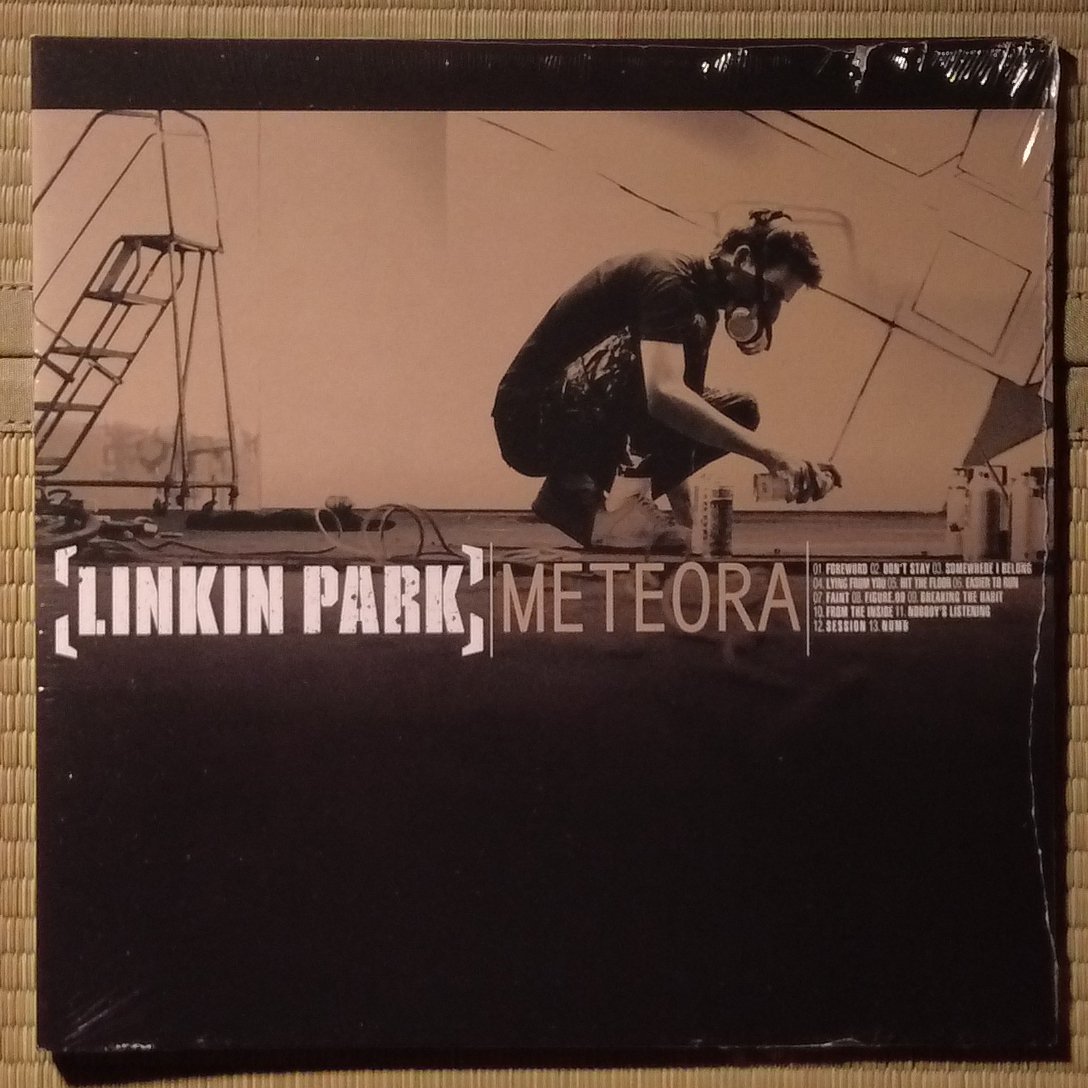 [LINKIN PARK]
METEORA
01. FOREWORD 02. DON'T STAY 03. SOMEWHERE I BELONG
04. LYING FROM YOU 05. HIT THE FLOOR 06. EASIER TO RUN
07. FAINT 08. FIGURE.09 09. BREAKING THE HABIT
10. FROM THE INSIDE 11. NOBODY'S LISTENING
12. SESSION 13. NUMB